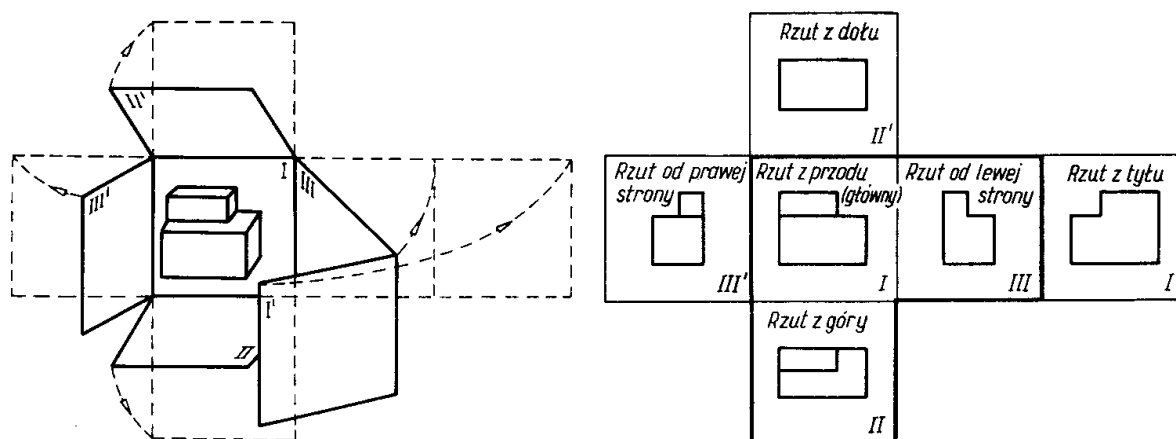 II'
I
III
III'
I'
II
Rzut z dołu
II'
Rzut od prawej
strony
III'
Rzut z przodu
(główny)
I
Rzut od lewej
strony
III
Rzut z tyłu
I
Rzut z góry
II